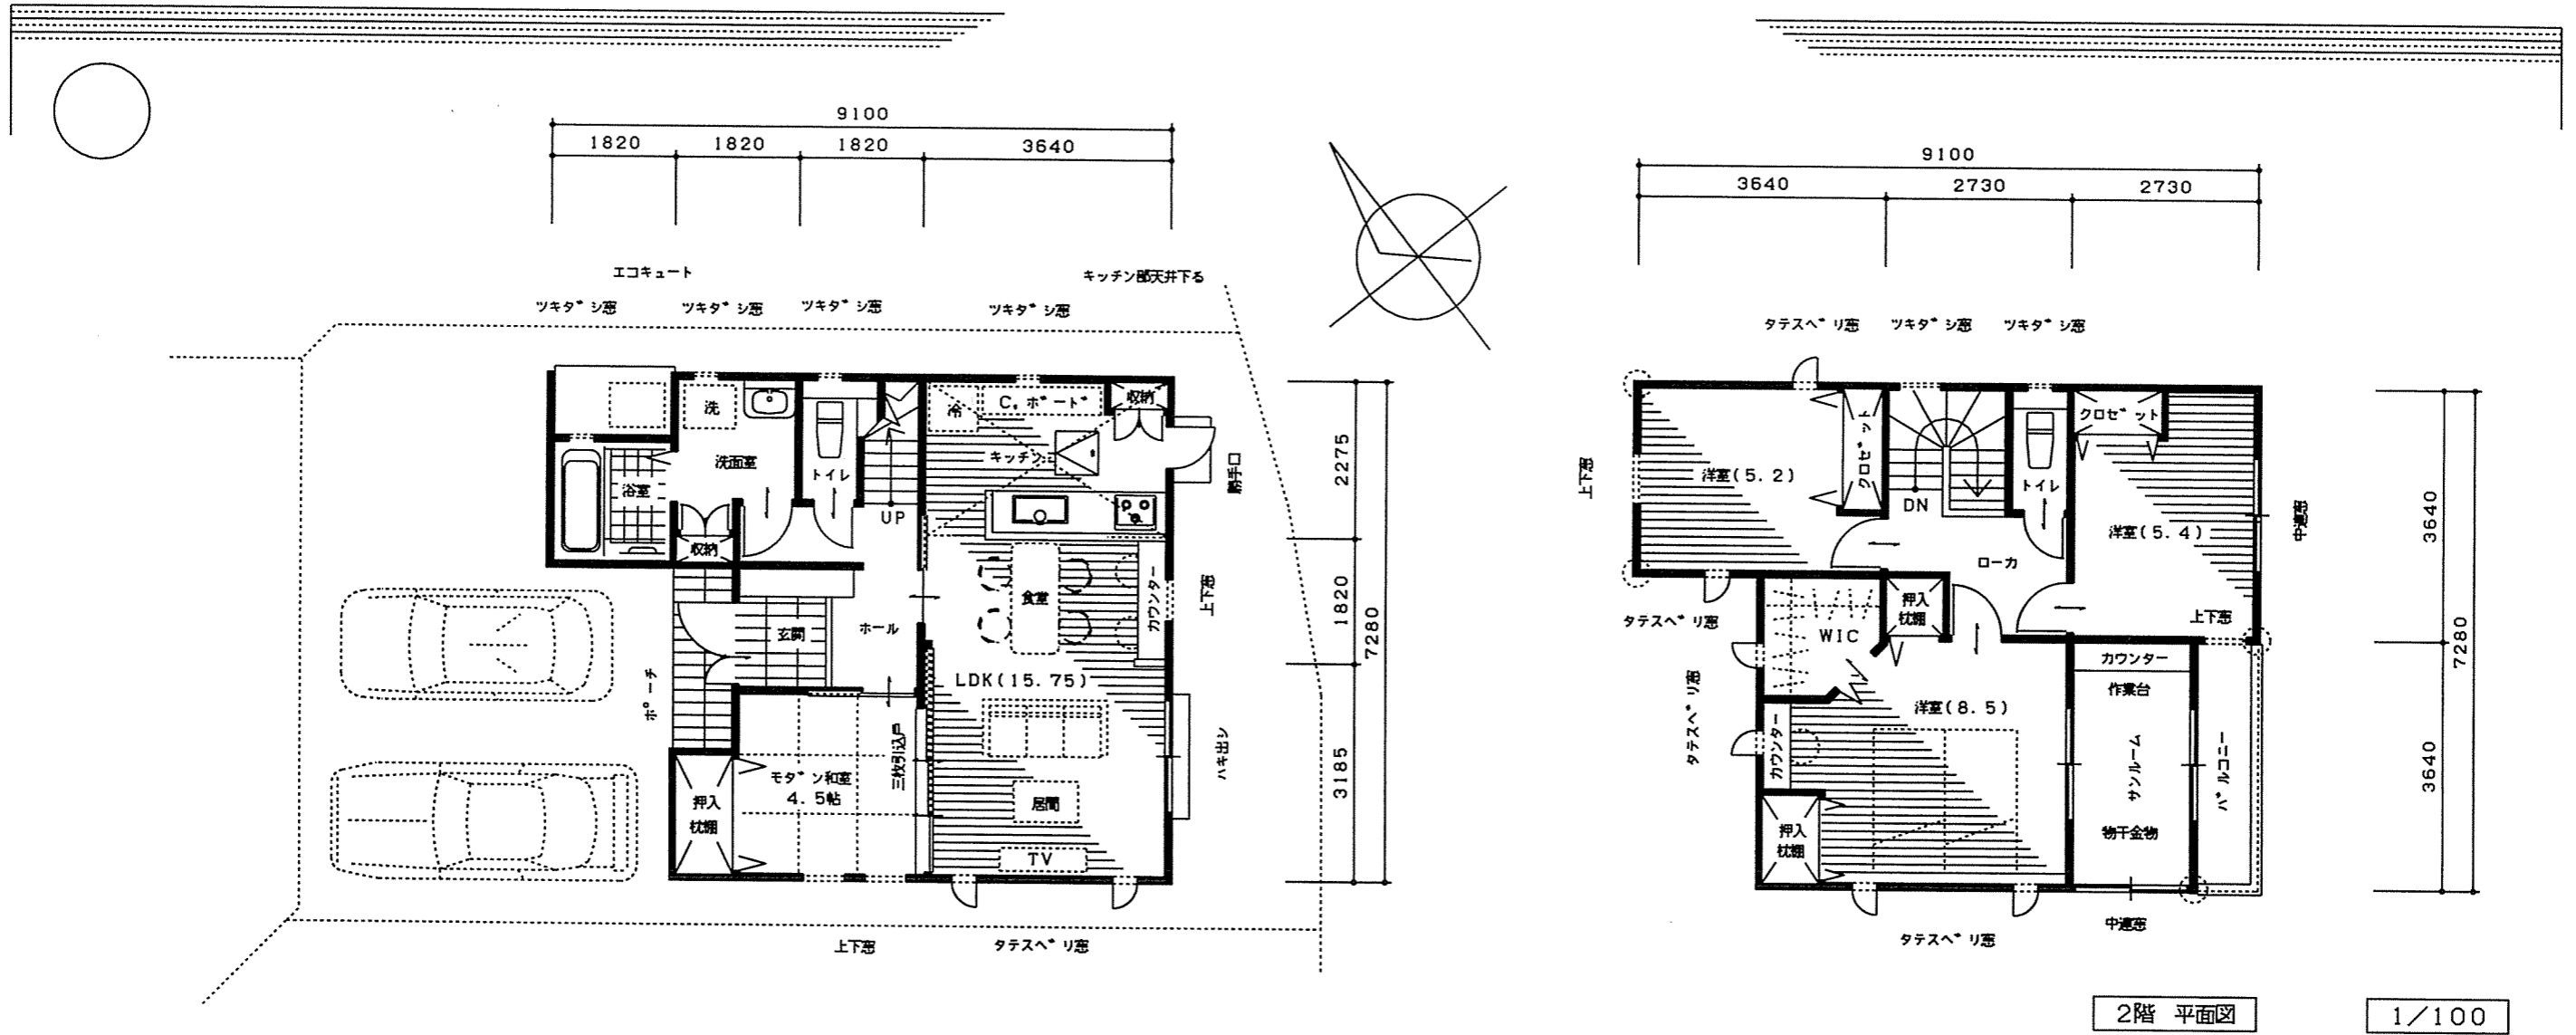 9100
1820 1820 1820 3640
エコキュート
キッチン部天井下る
ツキダシ窓 ツキダシ窓 ツキダシ窓 ツキダシ窓
洗
冷
C.ボード
収納
洗面室
トイレ
キッチン
勝手口
浴室
UP
収納
食堂
カウンター
上下窓
玄関
ホール
LDK(15.75)
ポーチ
モダン和室
4.5帖
三枚引込戸
押入
枕棚
居間
TV
ハキ出シ
上下窓
タテスベリ窓
2275
1820
3185
7280
9100
3640 2730 2730
タテスベリ窓 ツキダシ窓 ツキダシ窓
上下窓
洋室(5.2)
クロゼット
DN
トイレ
クロゼット
洋室(5.4)
中連窓
ローカ
タテスベリ窓
WIC
押入
枕棚
上下窓
カウンター
作業台
タテスベリ窓
洋室(8.5)
カウンター
サンルーム
バルコニー
押入
枕棚
物干金物
タテスベリ窓
中連窓
3640
3640
7280
2階 平面図
1/100